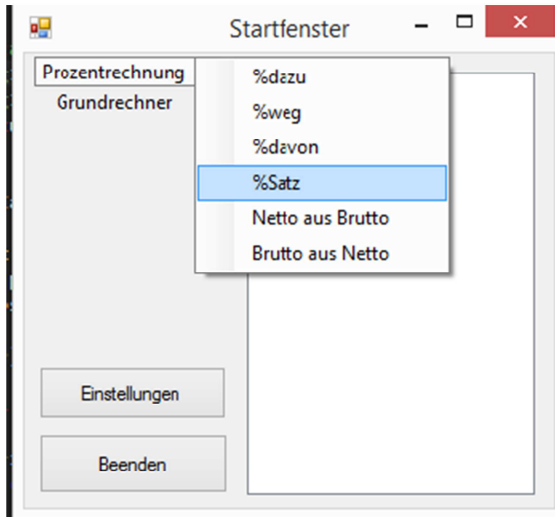 Startfenster
Prozentrechnung
Grundrechner
%dazu
%weg
%davon
%Satz
Netto aus Brutto
Brutto aus Netto
Einstellungen
Beenden